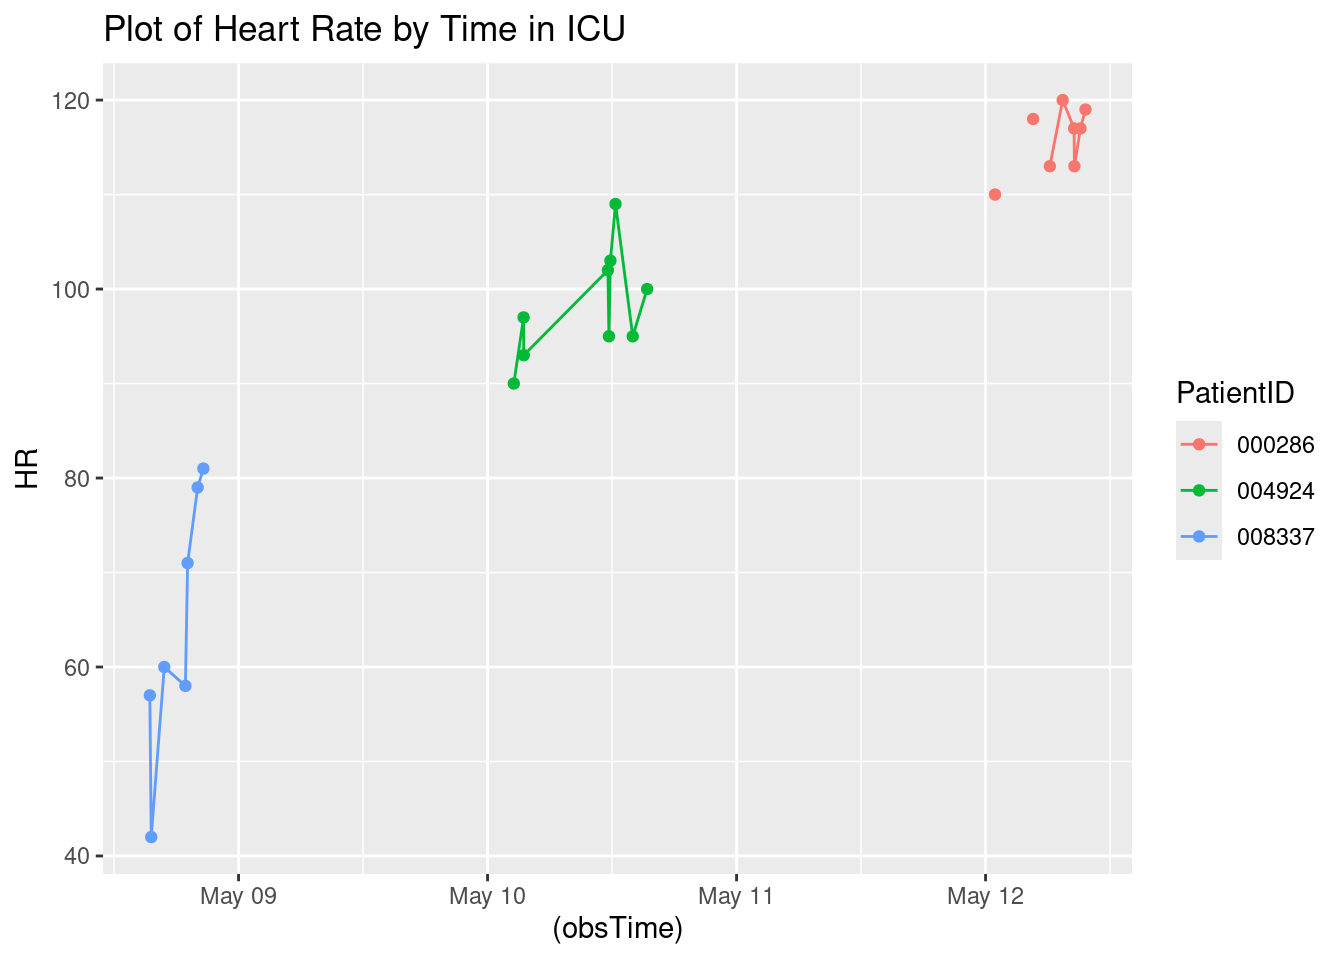 Plot of Heart Rate by Time in ICU
120
100
80
60
40
HR
May 09
May 10
May 11
May 12
(obsTime)
PatientID
000286
004924
008337